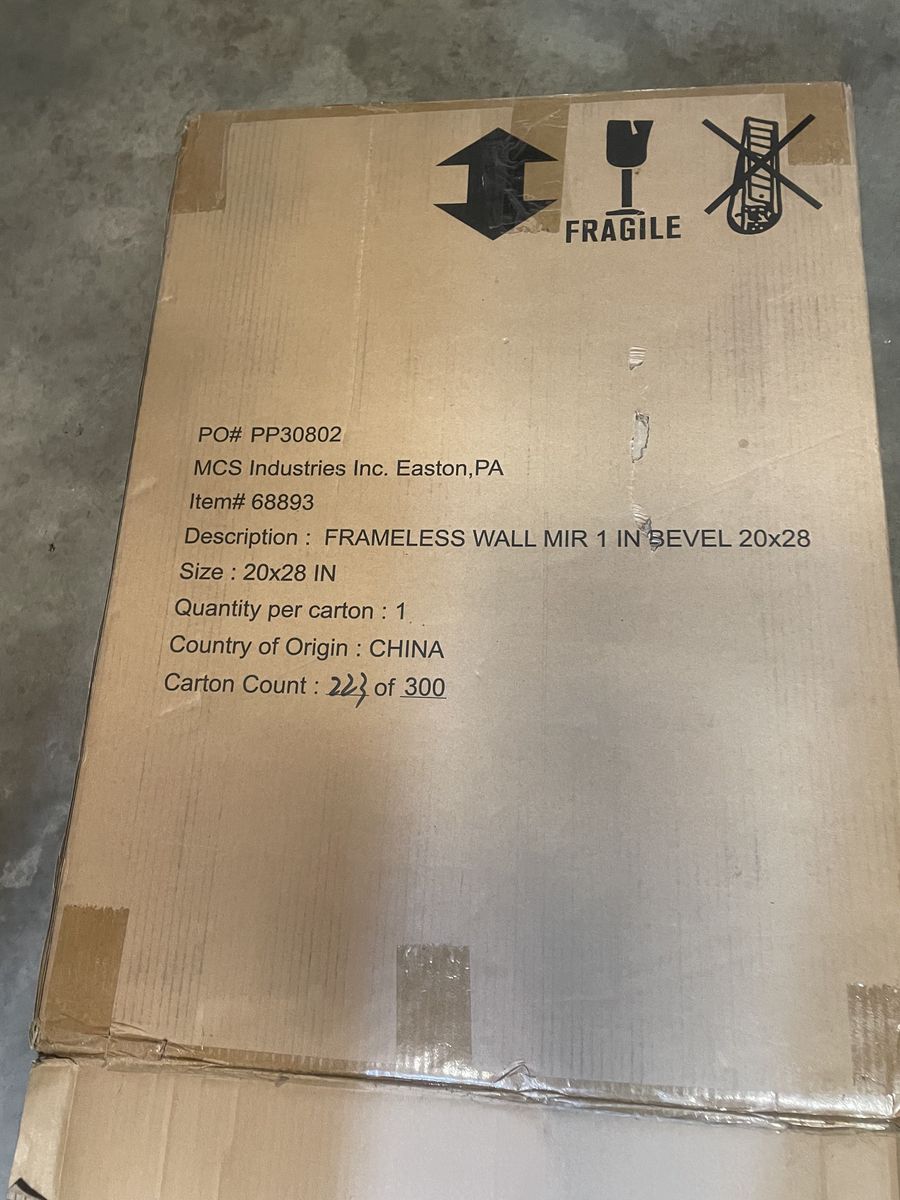 FRAGILE
PO# PP30802
MCS Industries Inc. Easton,PA
Item# 68893
Description : FRAMELESS WALL MIR 1 IN BEVEL 20x28
Size : 20x28 IN
Quantity per carton : 1
Country of Origin : CHINA
Carton Count : 223 of 300